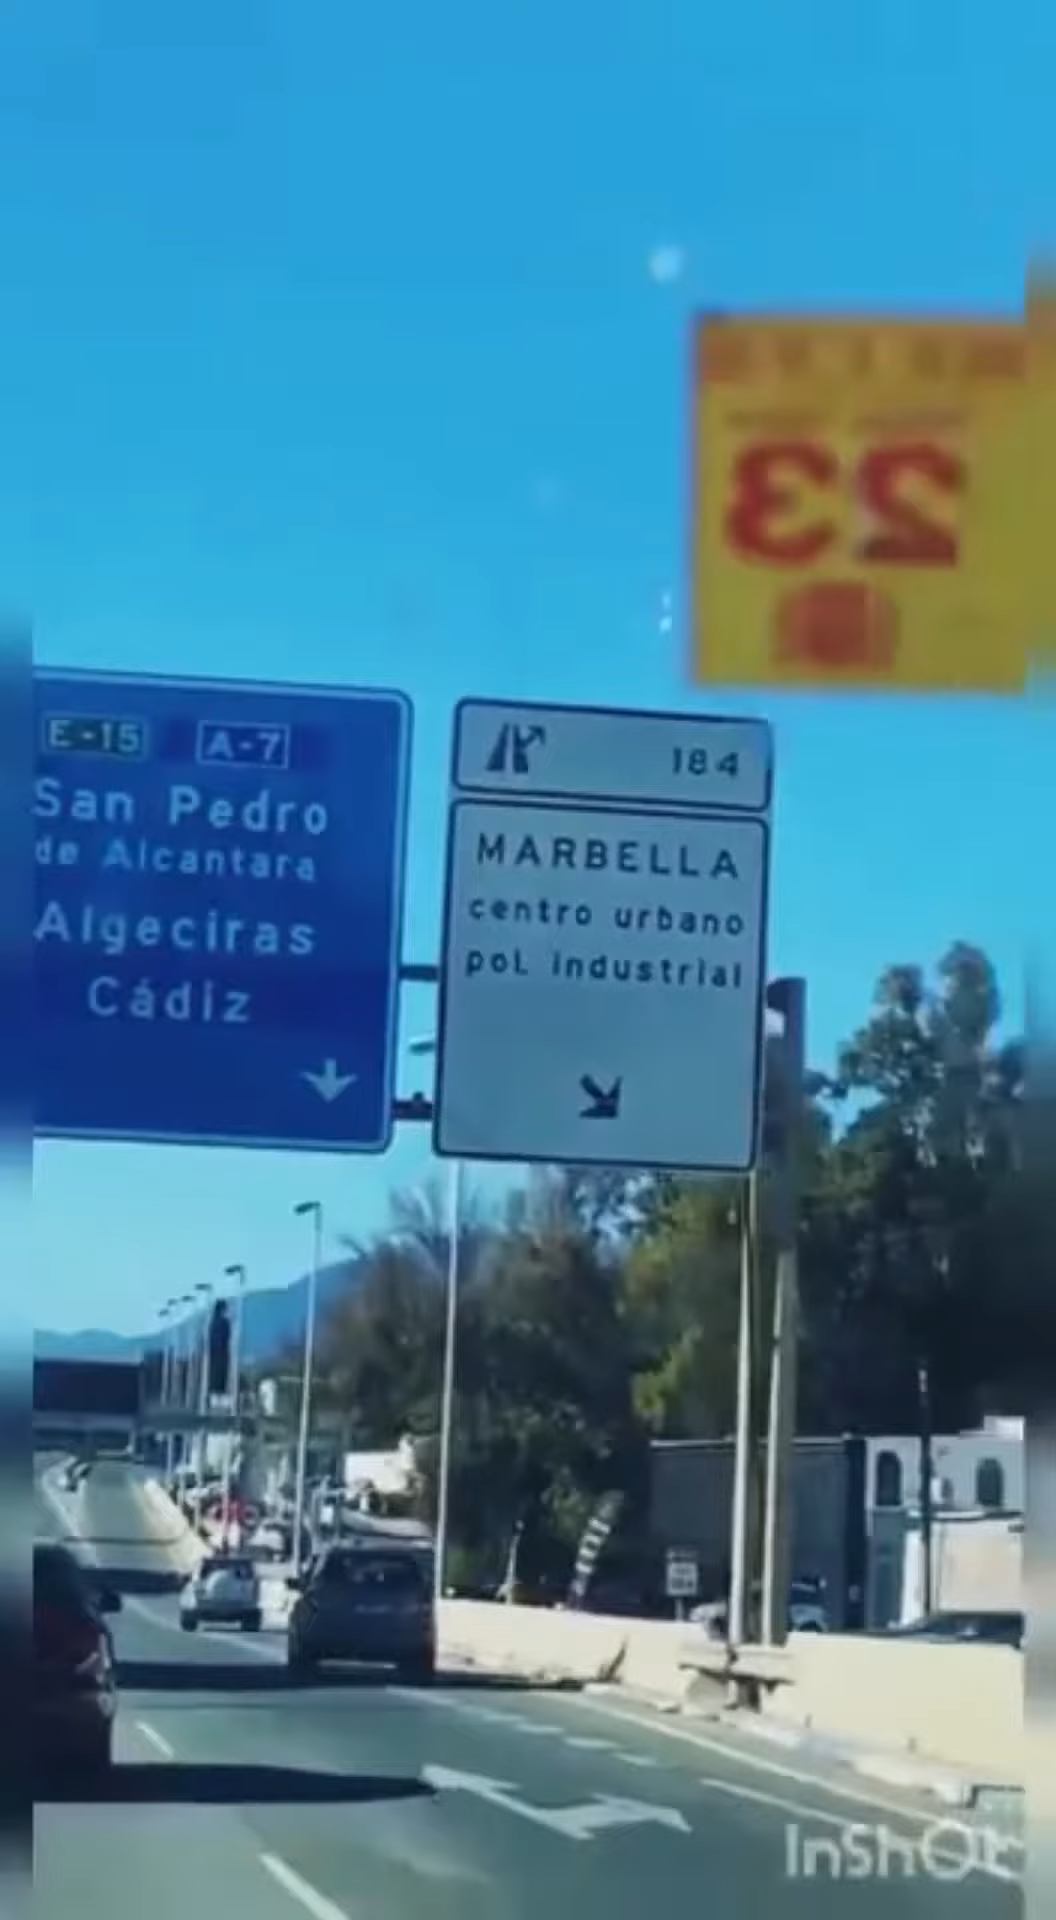 23
E-15 A-7
San Pedro
de Alcantara
Algeciras
Cádiz
184
MARBELLA
centro urbano
pol. industrial
InShOt